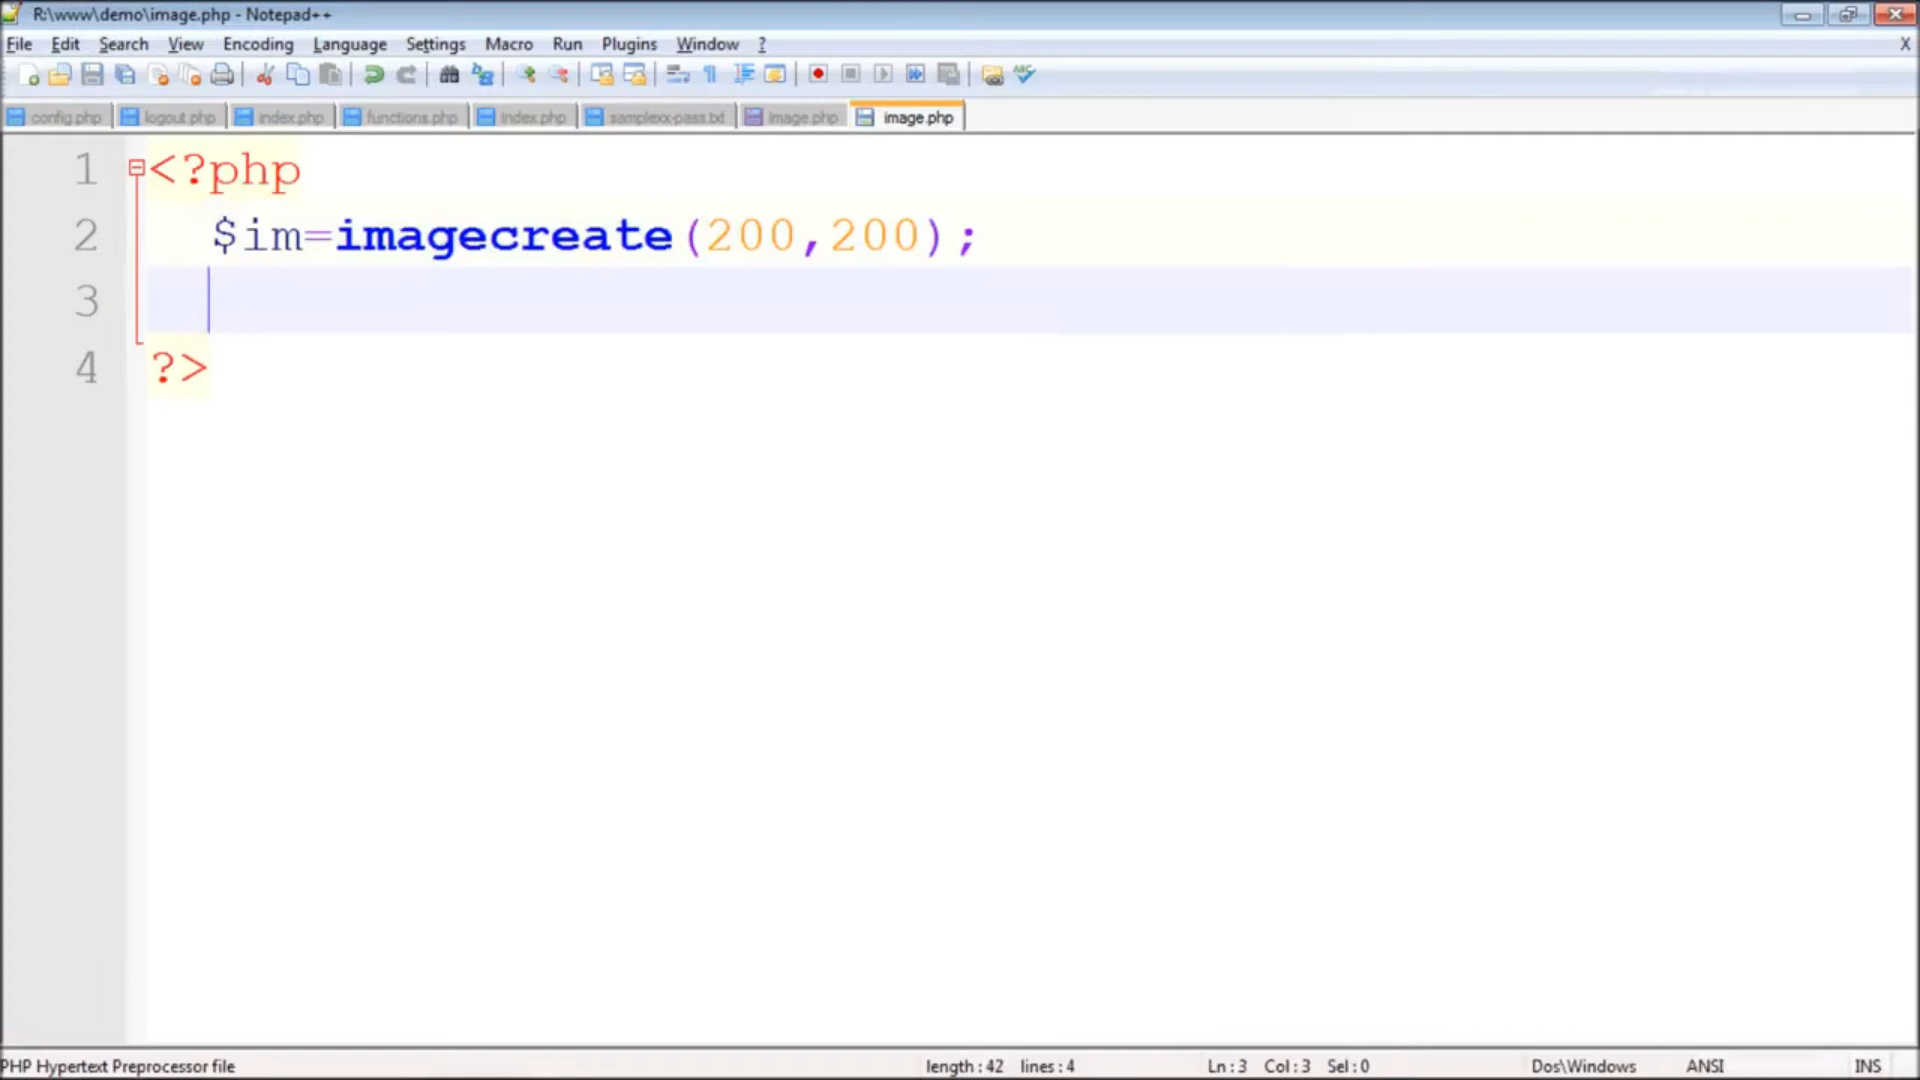 R:\www\demo\image.php - Notepad++
File Edit Search View Encoding Language Settings Macro Run Plugins Window ? X
config.php logout.php index.php functions.php index.php samplexx-pass.txt image.php image.php
1 <?php
2 $im=imagecreate(200,200);
3
4 ?>
PHP Hypertext Preprocessor file length : 42 lines : 4 Ln : 3 Col : 3 Sel : 0 Dos\Windows ANSI INS